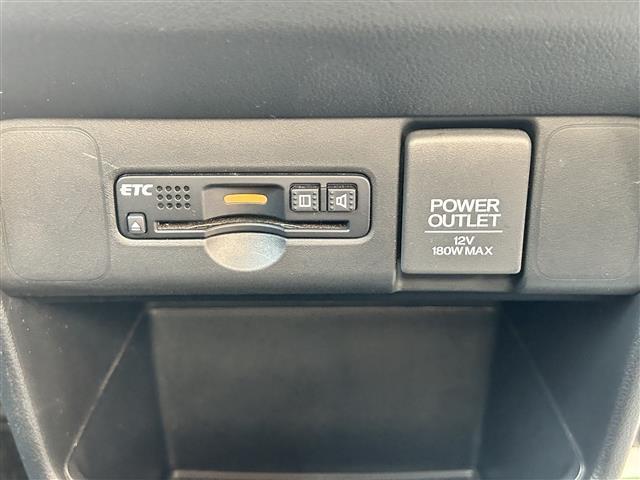 ETC
POWER
OUTLET
12V
180W MAX